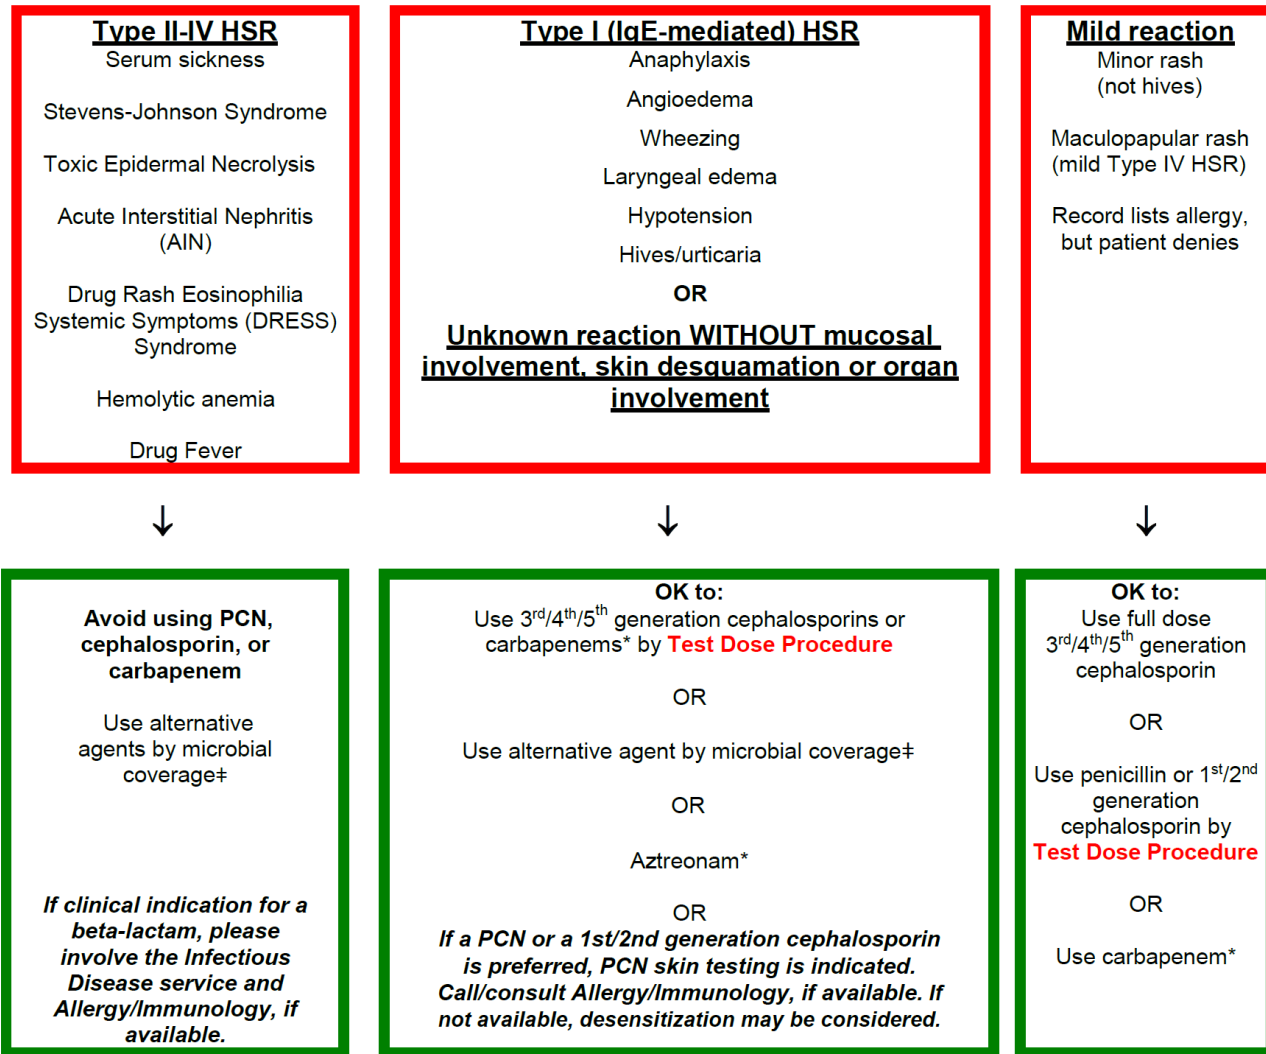 Type II-IV HSR
Serum sickness
Stevens-Johnson Syndrome
Toxic Epidermal Necrolysis
Acute Interstitial Nephritis
(AIN)
Drug Rash Eosinophilia
Systemic Symptoms (DRESS)
Syndrome
Hemolytic anemia
Drug Fever
Type I (IgE-mediated) HSR
Anaphylaxis
Angioedema
Wheezing
Laryngeal edema
Hypotension
Hives/urticaria
OR
Unknown reaction WITHOUT mucosal
involvement, skin desquamation or organ
involvement
Mild reaction
Minor rash
(not hives)
Maculopapular rash
(mild Type IV HSR)
Record lists allergy,
but patient denies
↓
↓
↓
Avoid using PCN,
cephalosporin, or
carbapenem
Use alternative
agents by microbial
coverage‡
If clinical indication for a
beta-lactam, please
involve the Infectious
Disease service and
Allergy/Immunology, if
available.
OK to:
Use 3rd/4th/5th generation cephalosporins or
carbapenems* by Test Dose Procedure
OR
Use alternative agent by microbial coverage‡
OR
Aztreonam*
OR
If a PCN or a 1st/2nd generation cephalosporin
is preferred, PCN skin testing is indicated.
Call/consult Allergy/Immunology, if available. If
not available, desensitization may be considered.
OK to:
Use full dose
3rd/4th/5th generation
cephalosporin
OR
Use penicillin or 1st/2nd
generation
cephalosporin by
Test Dose Procedure
OR
Use carbapenem*